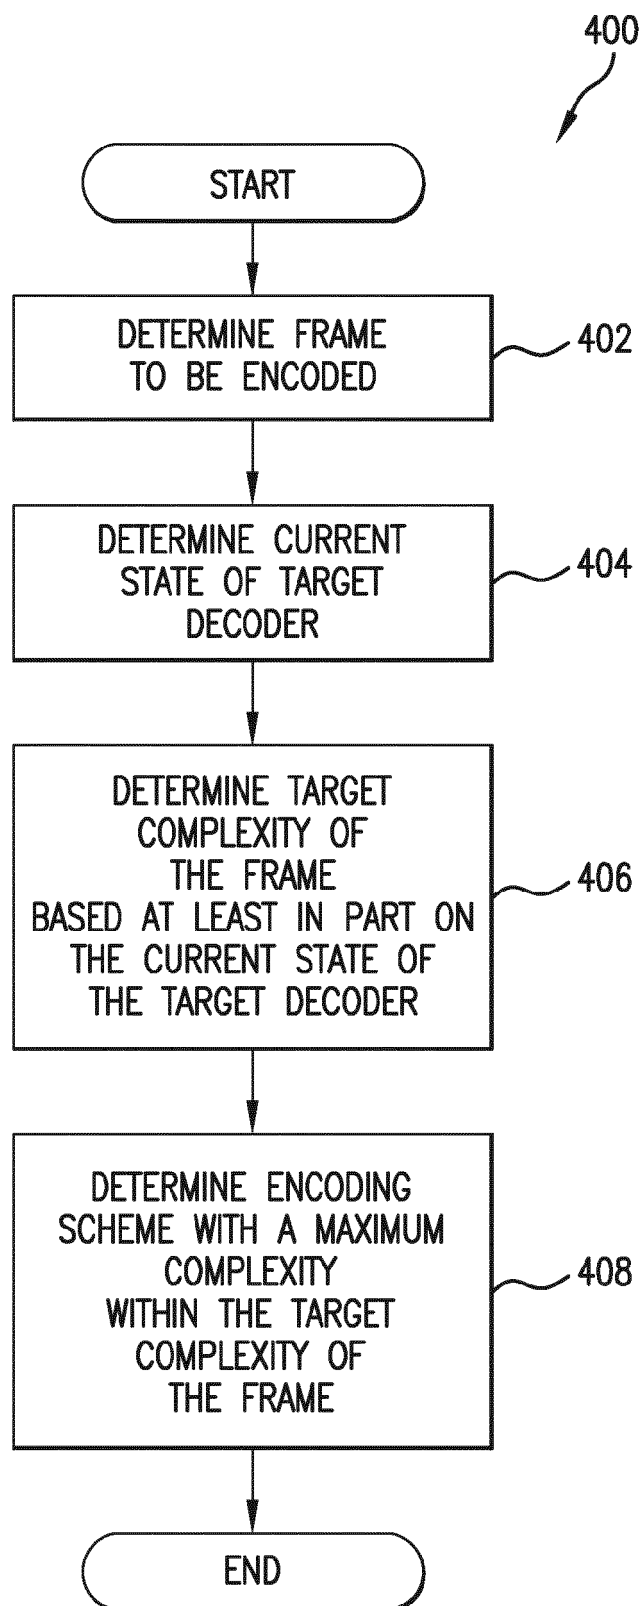 400
START
DETERMINE FRAME
TO BE ENCODED
402
DETERMINE CURRENT
STATE OF TARGET
DECODER
404
DETERMINE TARGET
COMPLEXITY OF
THE FRAME
BASED AT LEAST IN PART ON
THE CURRENT STATE OF
THE TARGET DECODER
406
DETERMINE ENCODING
SCHEME WITH A MAXIMUM
COMPLEXITY
WITHIN THE TARGET
COMPLEXITY OF
THE FRAME
408
END